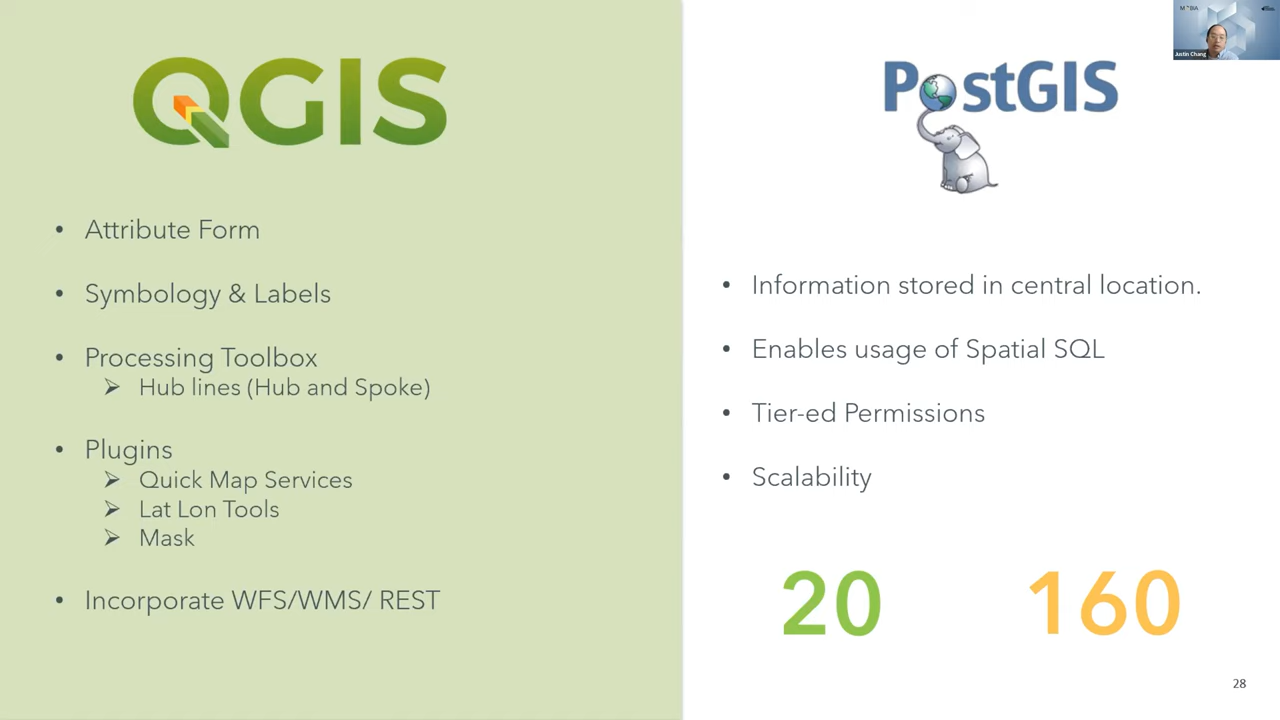 QGIS
Attribute Form
Symbology & Labels
Processing Toolbox
Hub lines (Hub and Spoke)
Plugins
Quick Map Services
Lat Lon Tools
Mask
Incorporate WFS/WMS/ REST
PostGIS
Information stored in central location.
Enables usage of Spatial SQL
Tier-ed Permissions
Scalability
20
160
28
Justin Chang